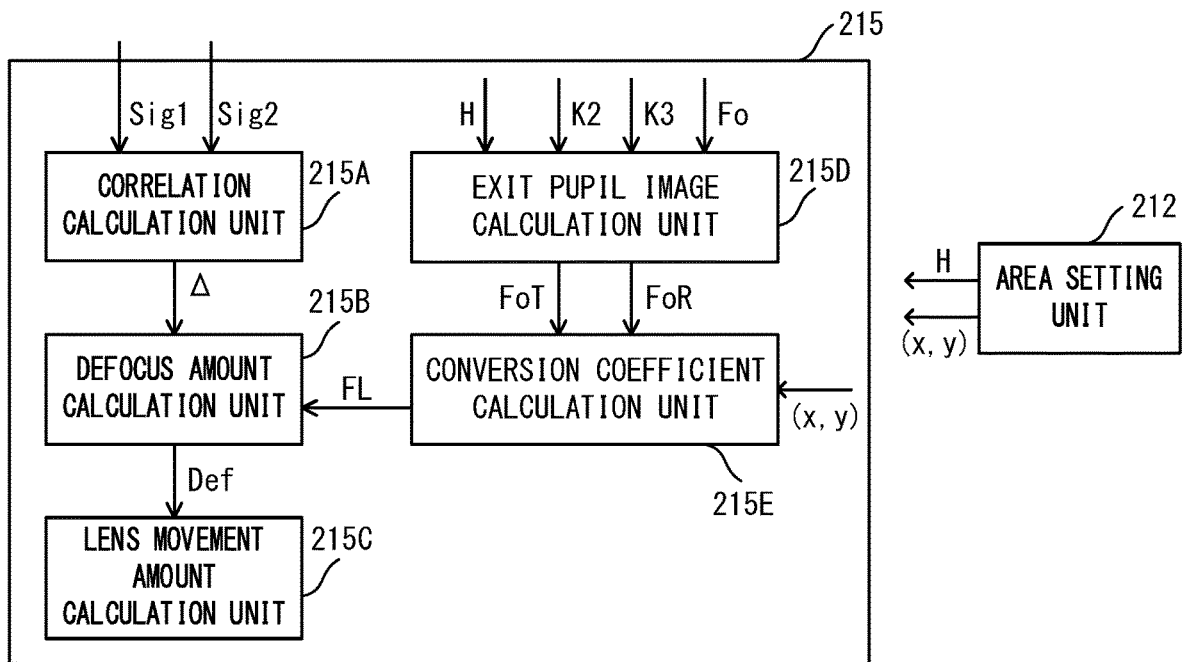 215
Sig1
Sig2
H
K2
K3
Fo
CORRELATION
CALCULATION UNIT
215A
EXIT PUPIL IMAGE
CALCULATION UNIT
215D
212
Δ
215B
FoT
FoR
H
(x, y)
AREA SETTING
UNIT
DEFOCUS AMOUNT
CALCULATION UNIT
FL
CONVERSION COEFFICIENT
CALCULATION UNIT
(x, y)
Def
215E
LENS MOVEMENT
AMOUNT
CALCULATION UNIT
215C